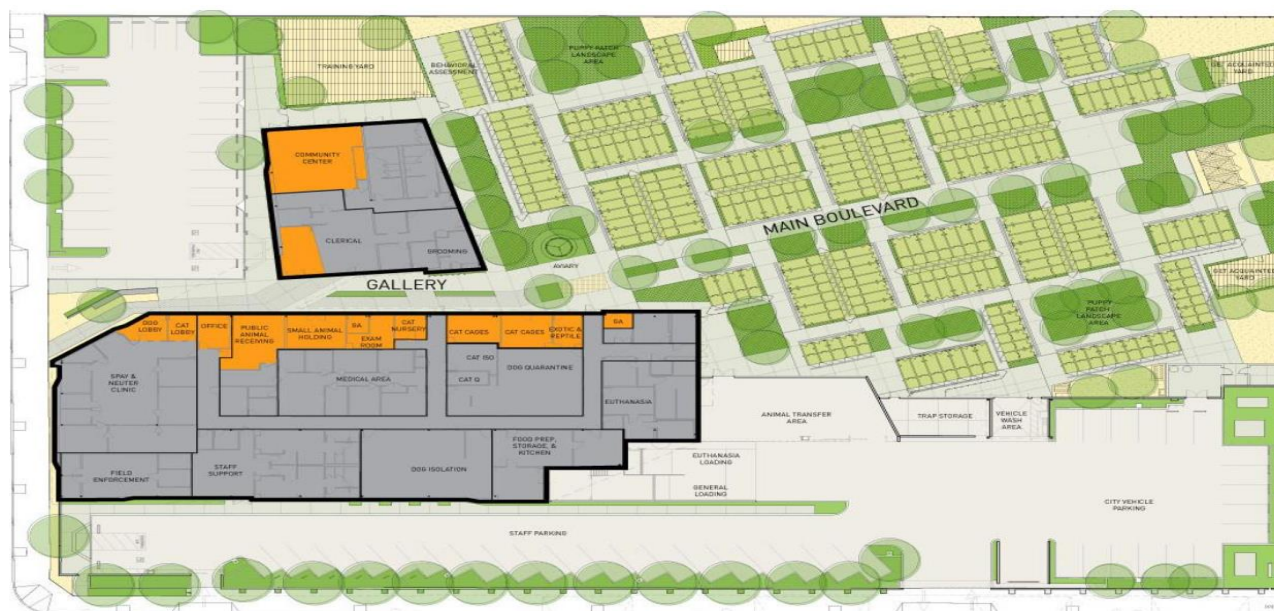 TRAINING YARD
BEHAVIORAL
ASSESSMENT
PUPPY PATCH
LANDSCAPE
AREA
GET ACQUAINTED
YARD
COMMUNITY
CENTER
CLERICAL
GROOMING
MAIN BOULEVARD
AVIARY
GALLERY
GET ACQUAINTED
YARD
PUPPY
PATCH
LANDSCAPE
AREA
DOG
LOBBY
CAT
LOBBY
OFFICE
PUBLIC
ANIMAL
RECEIVING
SMALL ANIMAL
HOLDING
GA
EXAM
ROOM
CAT
NURSERY
CAT CAGES
CAT CAGES
EXOTIC &
REPTILE
GA
SPAY &
NEUTER
CLINIC
MEDICAL AREA
CAT ISO
CAT Q
DOG QUARANTINE
EUTHANASIA
ANIMAL TRANSFER
AREA
TRAP STORAGE
VEHICLE
WASH
AREA
FIELD
ENFORCEMENT
STAFF
SUPPORT
DOG ISOLATION
FOOD PREP,
STORAGE, &
KITCHEN
EUTHANASIA
LOADING
GENERAL
LOADING
CITY VEHICLE
PARKING
STAFF PARKING